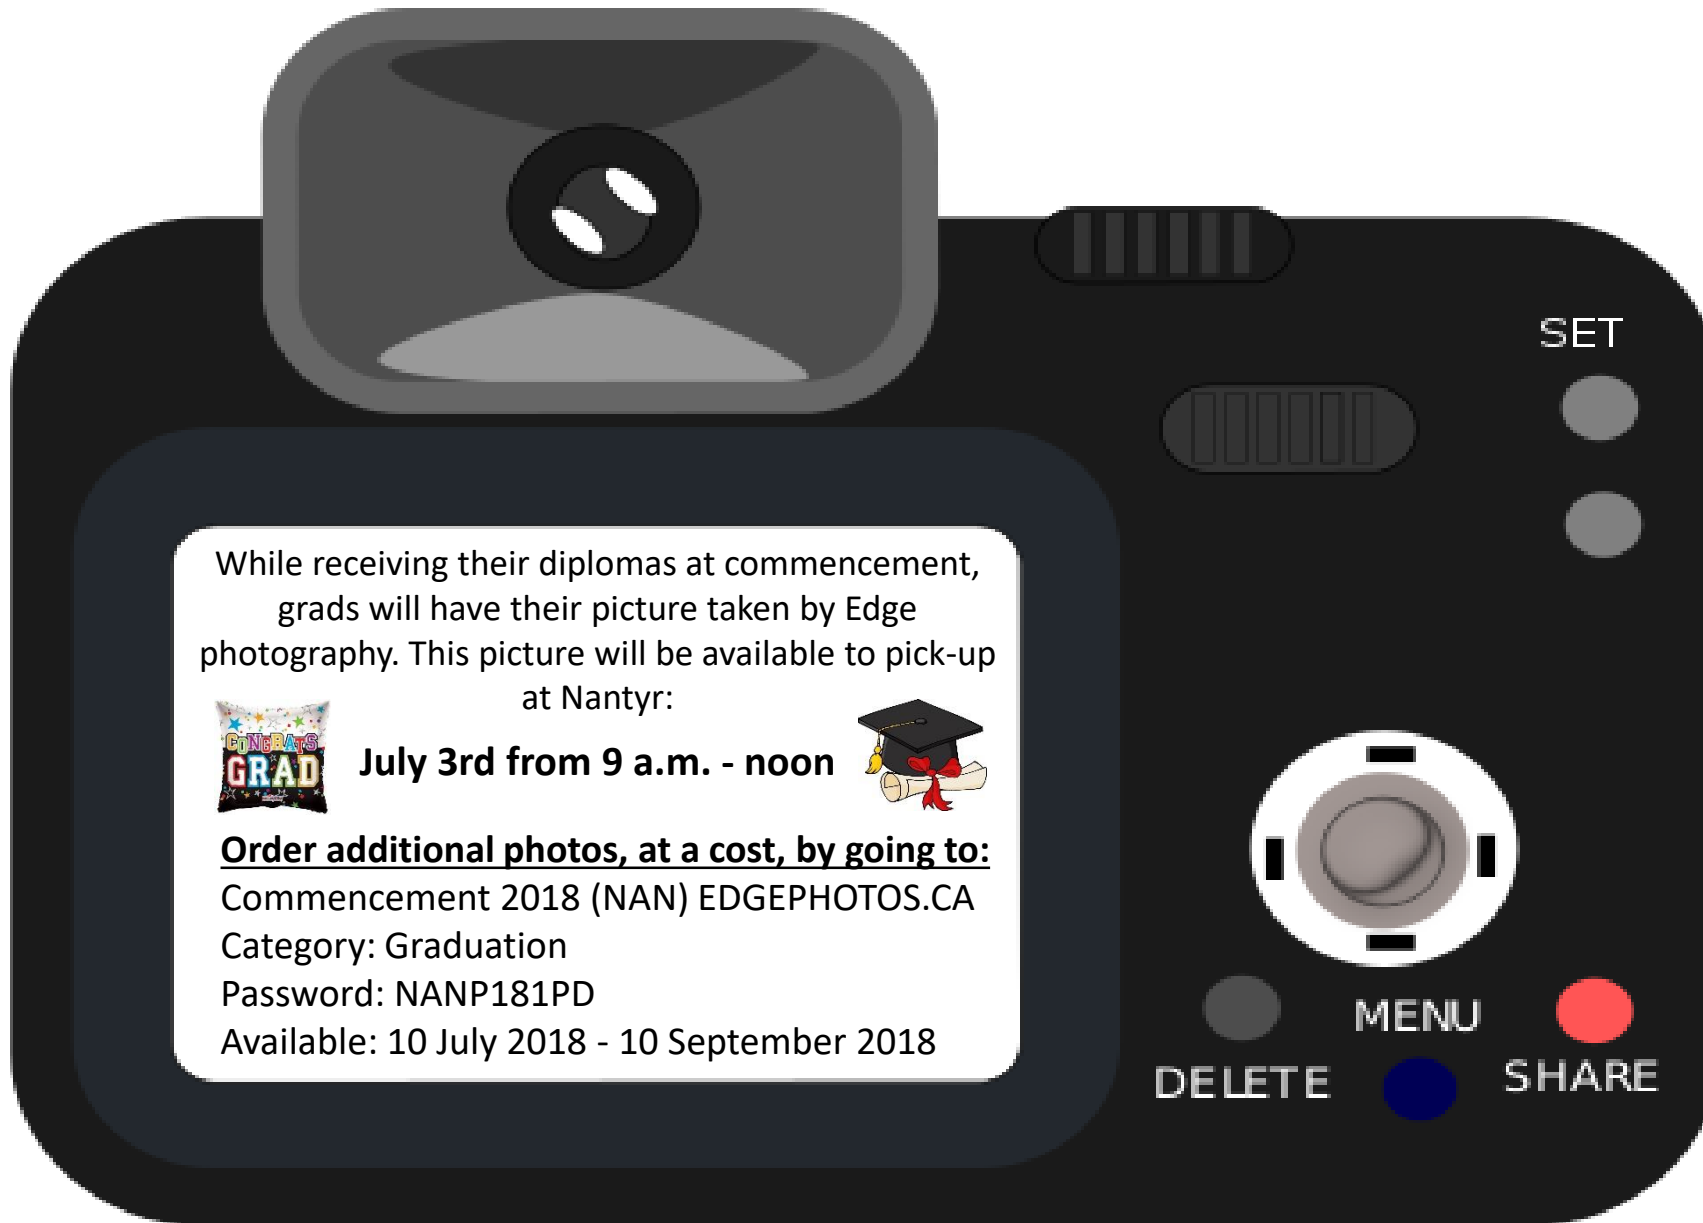 SET
While receiving their diplomas at commencement,
grads will have their picture taken by Edge
photography. This picture will be available to pick-up
at Nantyr:
CONGRATS
GRAD
July 3rd from 9 a.m. - noon
Order additional photos, at a cost, by going to:
Commencement 2018 (NAN) EDGEPHOTOS.CA
Category: Graduation
Password: NANP181PD
Available: 10 July 2018 - 10 September 2018
MENU
DELETE
SHARE